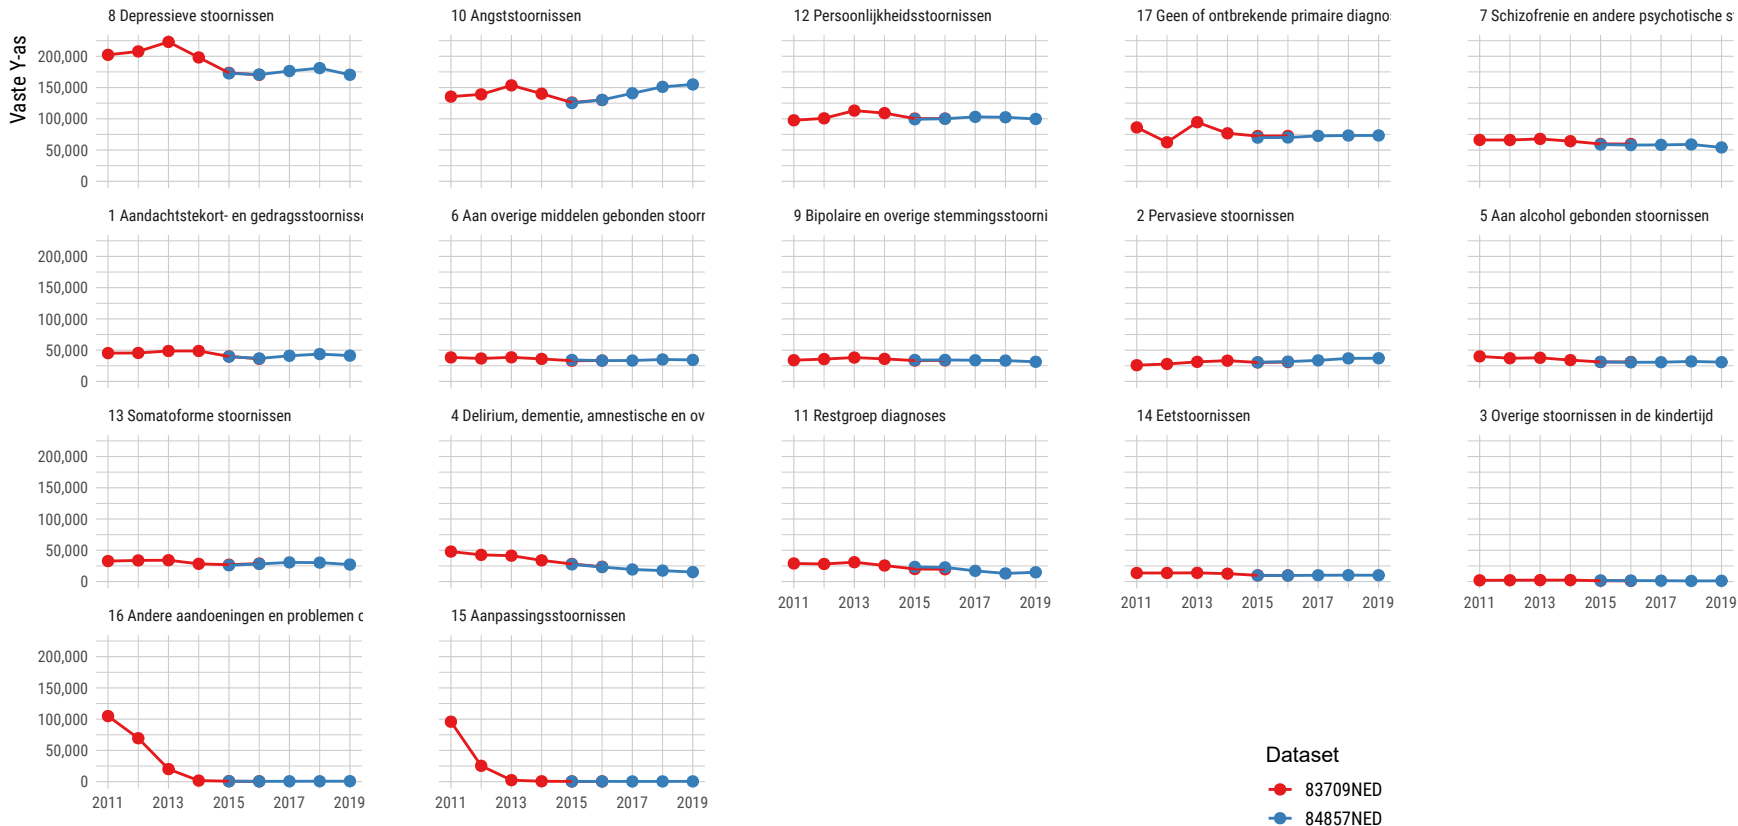 8 Depressieve stoornissen
10 Angststoornissen
12 Persoonlijkheidsstoornissen
17 Geen of ontbrekende primaire diagno
7 Schizofrenie en andere psychotische s
Vaste Y-as
200,000
150,000
100,000
50,000
0
1 Aandachtstekort- en gedragsstoornisse
6 Aan overige middelen gebonden stoorr
9 Bipolaire en overige stemmingsstoorni
2 Pervasieve stoornissen
5 Aan alcohol gebonden stoornissen
200,000
150,000
100,000
50,000
0
13 Somatoforme stoornissen
4 Delirium, dementie, amnestische en ov
11 Restgroep diagnoses
14 Eetstoornissen
3 Overige stoornissen in de kindertijd
200,000
150,000
100,000
50,000
0
2011 2013 2015 2017 2019
2011 2013 2015 2017 2019
2011 2013 2015 2017 2019
16 Andere aandoeningen en problemen d
15 Aanpassingsstoornissen
200,000
150,000
100,000
50,000
0
2011 2013 2015 2017 2019
2011 2013 2015 2017 2019
Dataset
83709NED
84857NED